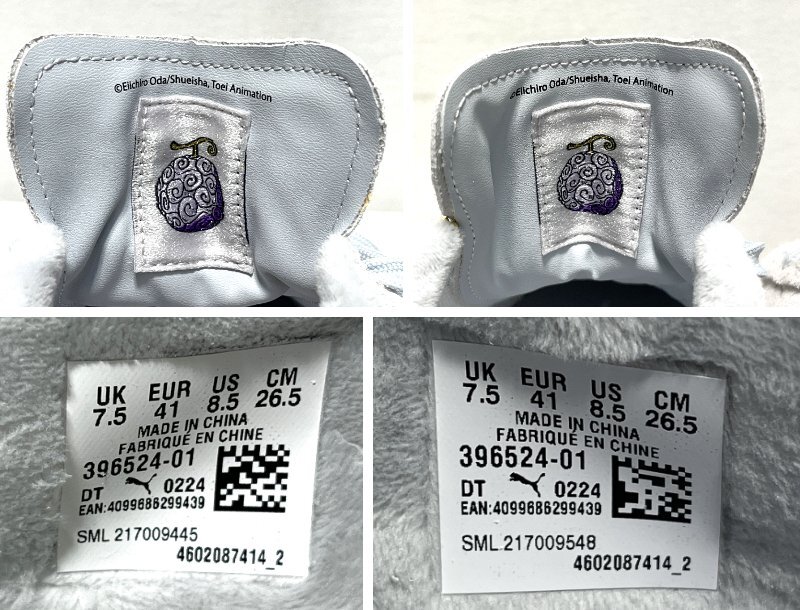 ©Eiichiro Oda/Shueisha, Toei Animation
©Eiichiro Oda/Shueisha, Toei Animation
UK EUR US CM
7.5 41 8.5 26.5
MADE IN CHINA
FABRIQUÉ EN CHINE
396524-01
DT 0224
EAN:4099686299439
SML 217009445
4602087414_2
UK EUR US CM
7.5 41 8.5 26.5
MADE IN CHINA
FABRIQUÉ EN CHINE
396524-01
DT 0224
EAN:4099686299439
SML 217009548
4602087414_2